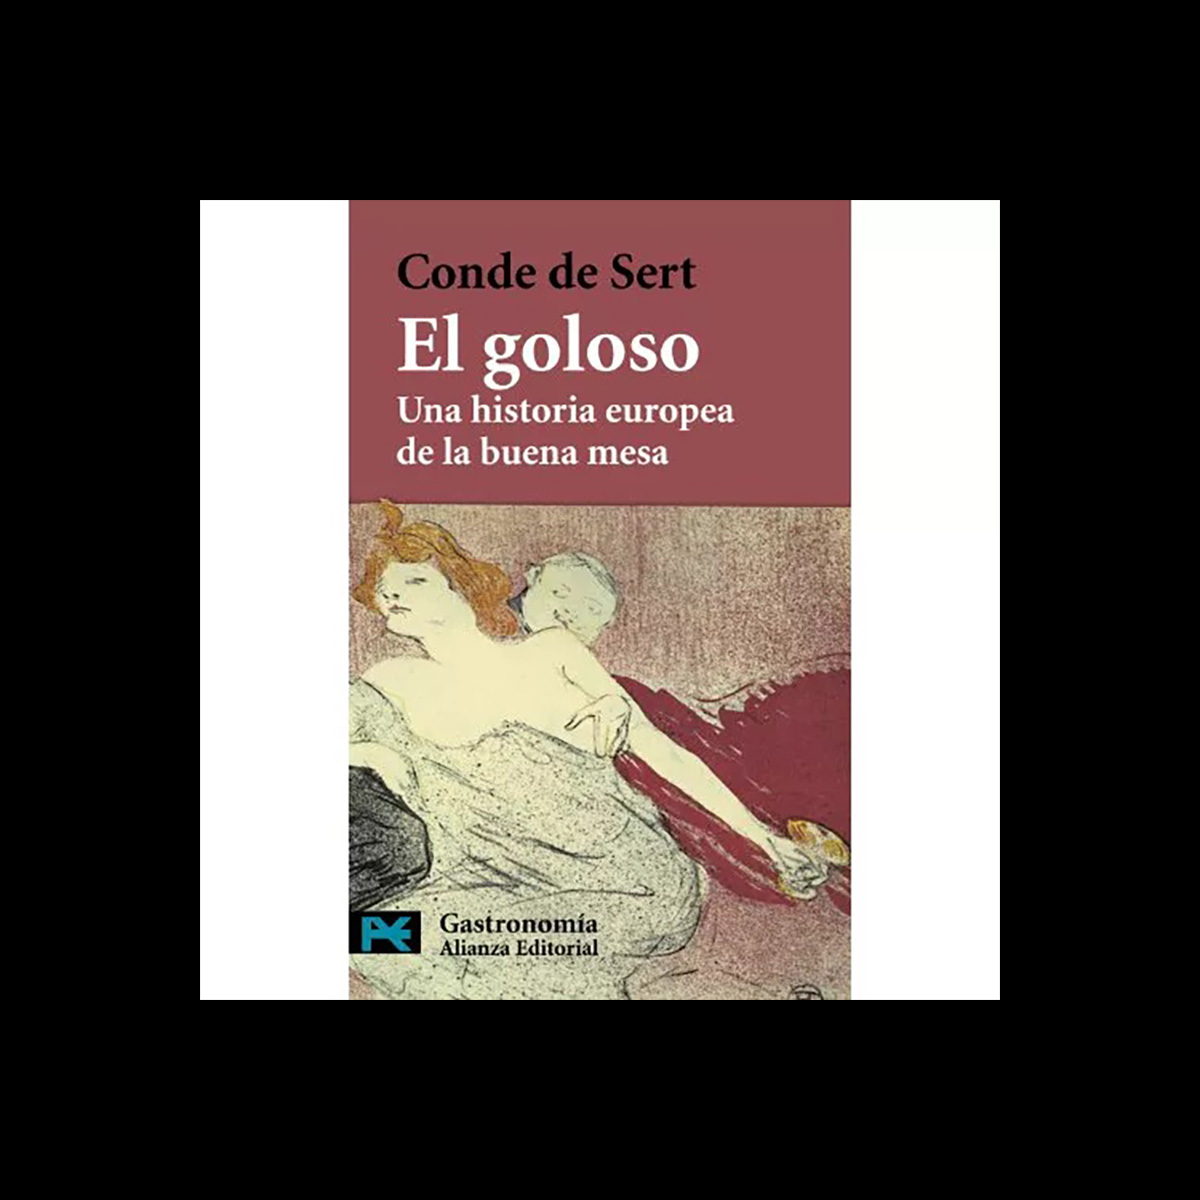 Conde de Sert
El goloso
Una historia europea
de la buena mesa
Gastronomía
Alianza Editorial